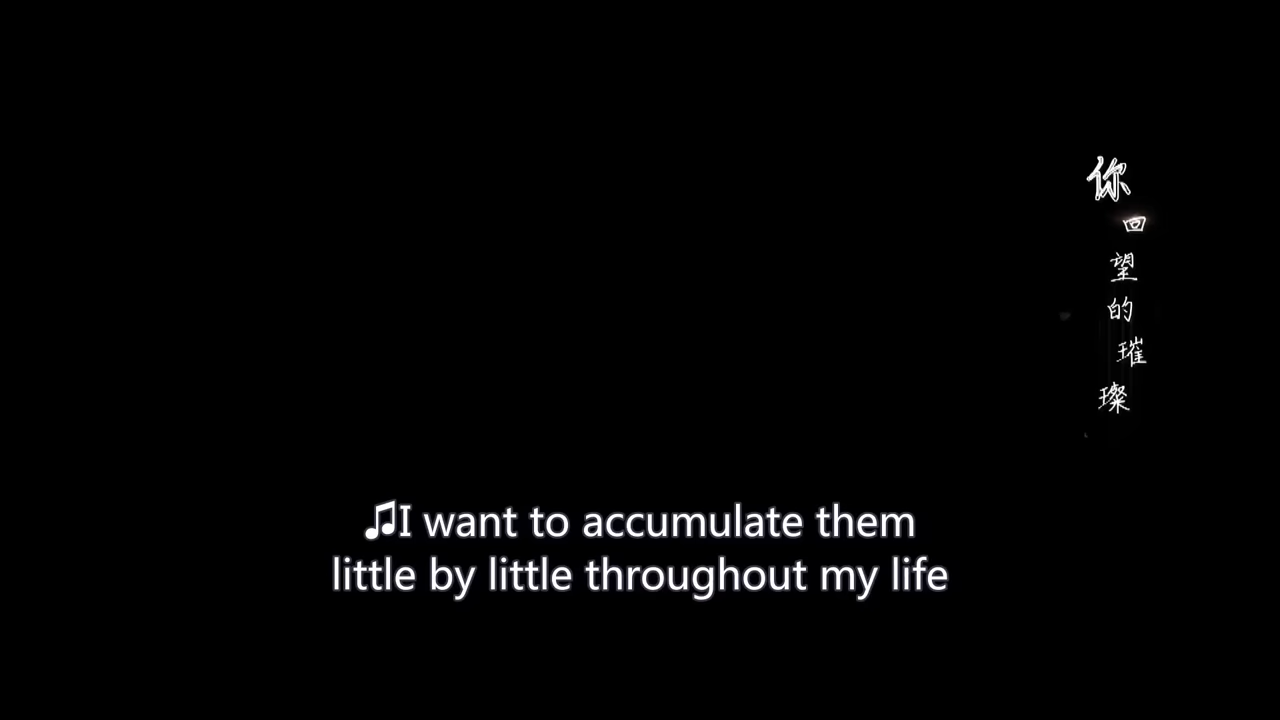 你回望的璀璨
♫I want to accumulate them
little by little throughout my life